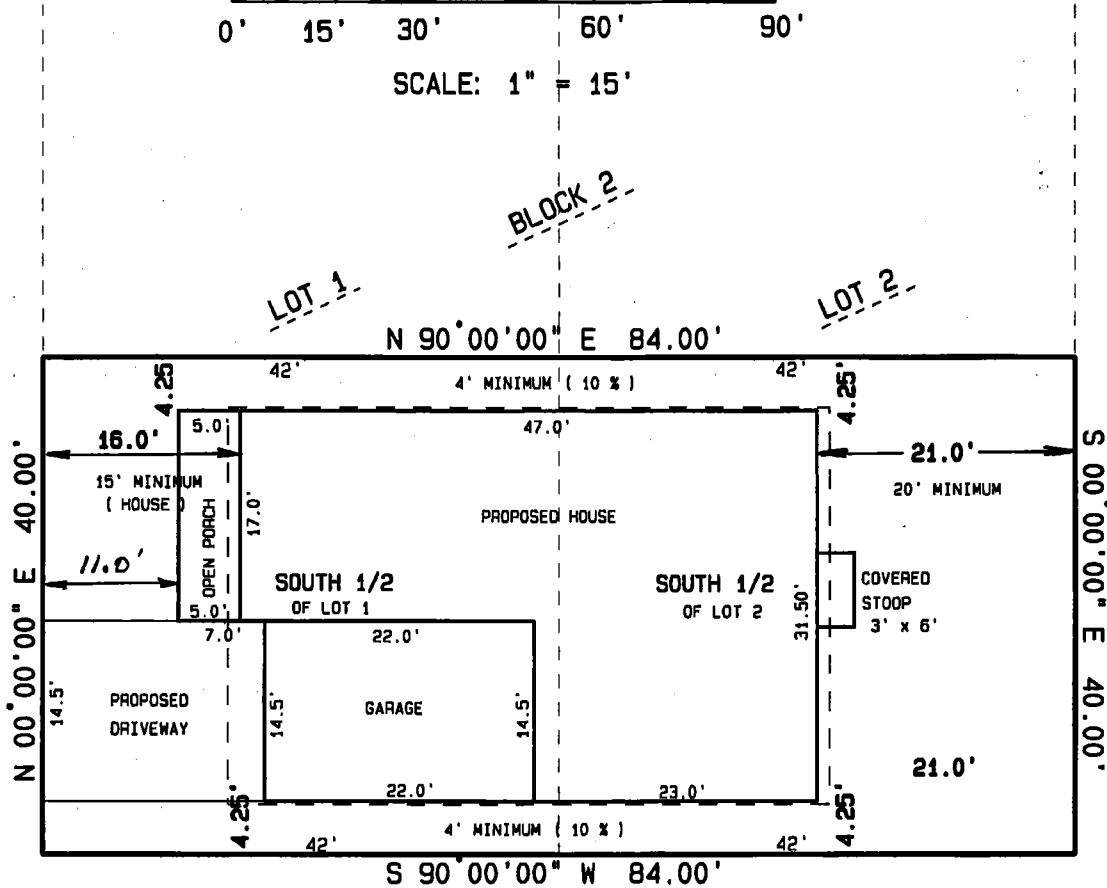 0' 15' 30' 60' 90'
SCALE: 1" = 15'
BLOCK 2
LOT 1
LOT 2
N 90°00'00" E 84.00'
42'
4' MINIMUM ( 10 % )
42'
4.25'
4.25'
5.0'
47.0'
16.0'
21.0'
15' MINIMUM
( HOUSE )
20' MINIMUM
N 00°00'00" E 40.00'
S 00°00'00" E 40.00'
17.0'
OPEN PORCH
PROPOSED HOUSE
11.0'
SOUTH 1/2
OF LOT 1
SOUTH 1/2
OF LOT 2
31.50'
COVERED
STOOP
3' x 6'
5.0'
7.0'
22.0'
14.5'
PROPOSED
DRIVEWAY
14.5'
GARAGE
14.5'
21.0'
22.0'
23.0'
4.25'
4.25'
42'
4' MINIMUM ( 10 % )
42'
S 90°00'00" W 84.00'